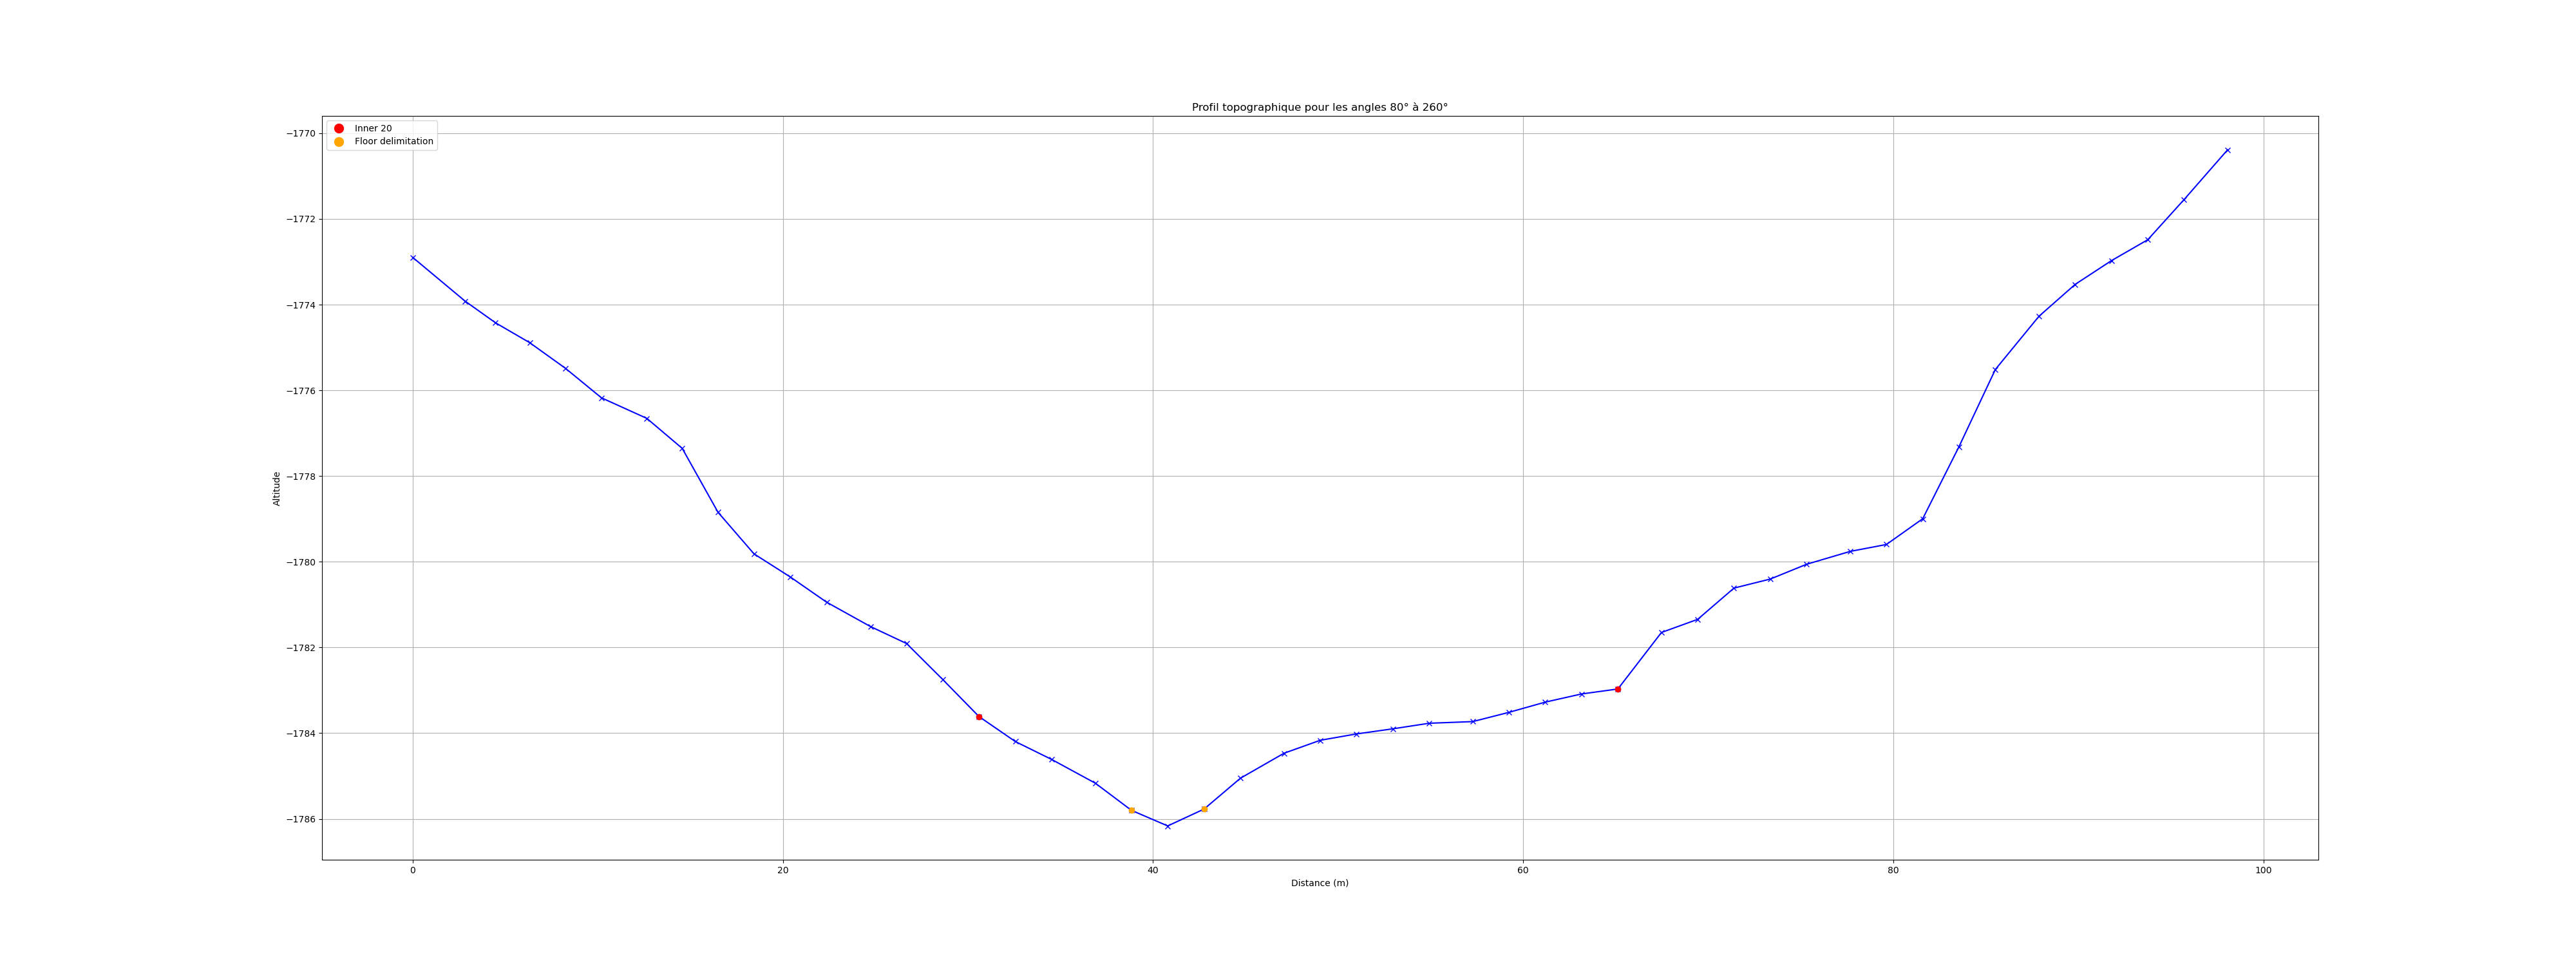 Profil topographique pour les angles 80° à 260°
Inner 20
Floor delimitation
−1770
−1772
−1774
−1776
−1778
−1780
−1782
−1784
−1786
Altitude
0 20 40 60 80 100
Distance (m)